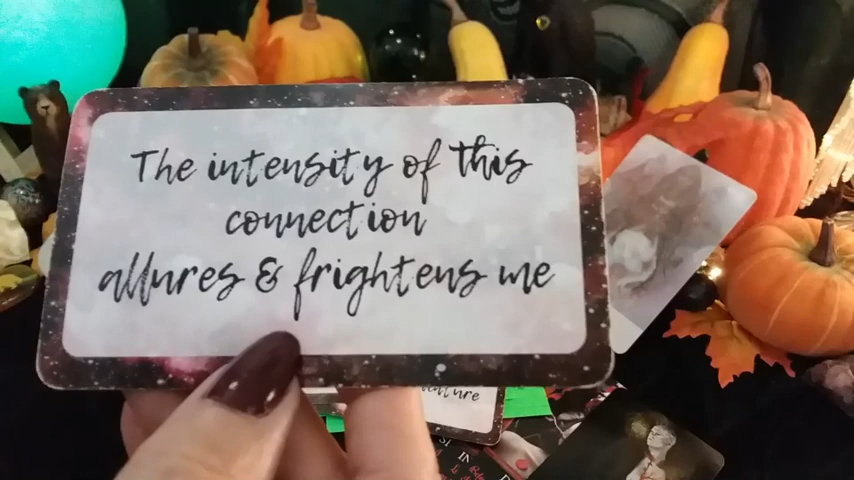 The intensity of this
connection
allures & frightens me